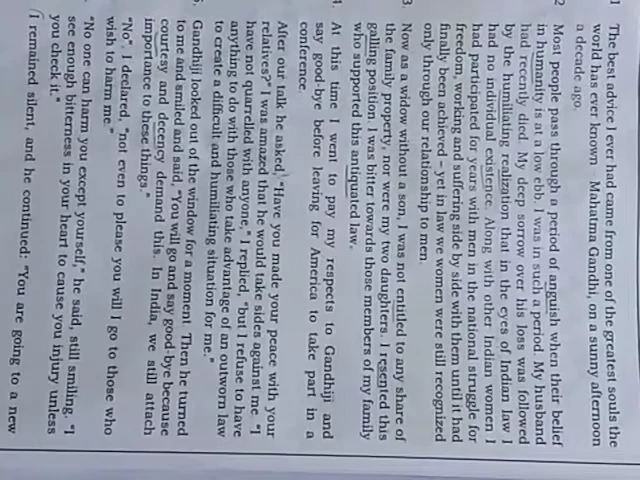 1 The best advice I ever had came from one of the greatest souls the
world has ever known – Mahatma Gandhi, on a sunny afternoon
a decade ago.
2 Most people pass through a period of anguish when their belief
in humanity is at a low ebb. I was in such a period. My husband
had recently died. My deep sorrow over his loss was followed
by the humiliating realization that in the eyes of Indian law I
had no individual existence. Along with other Indian women I
had participated for years with men in the national struggle for
freedom, working and suffering side by side with them until it had
finally been achieved – yet in law we women were still recognized
only through our relationship to men.
3 Now as a widow without a son, I was not entitled to any share of
the family property, nor were my two daughters. I resented this
galling position. I was bitter towards those members of my family
who supported this antiquated law.
4 At this time I went to pay my respects to Gandhiji and
say good-bye before leaving for America to take part in a
conference.
After our talk he asked, "Have you made your peace with your
relatives?" I was amazed that he would take sides against me. "I
have not quarrelled with anyone," I replied, "but I refuse to have
anything to do with those who take advantage of an outworn law
to create a difficult and humiliating situation for me."
Gandhiji looked out of the window for a moment. Then he turned
to me and smiled and said, "You will go and say good-bye because
courtesy and decency demand this. In India, we still attach
importance to these things."
"No", I declared, "not even to please you will I go to those who
wish to harm me."
"No one can harm you except yourself," he said, still smiling. "I
see enough bitterness in your heart to cause you injury unless
you check it."
I remained silent, and he continued: "You are going to a new